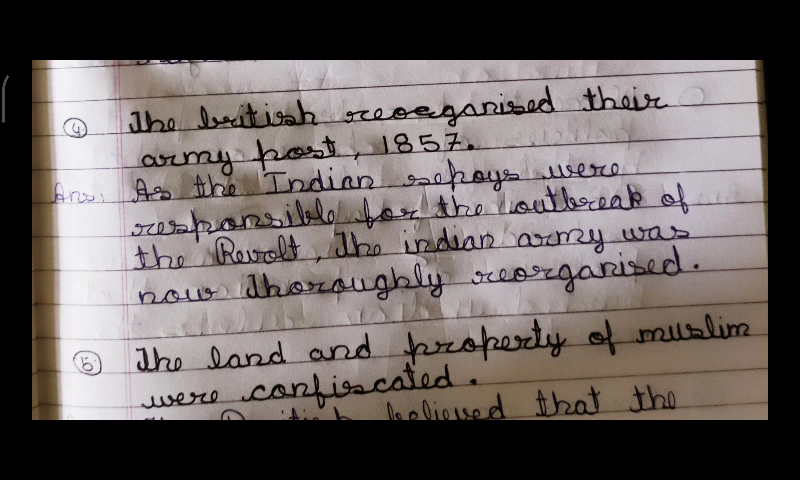 4 The british reorganised their
army post, 1857.
Ans: As the Indian sepoys were
responsible for the outbreak of
the Revolt, The indian army was
now Thoroughly reorganised.
5 The land and property of muslim
were confiscated.
believed that the